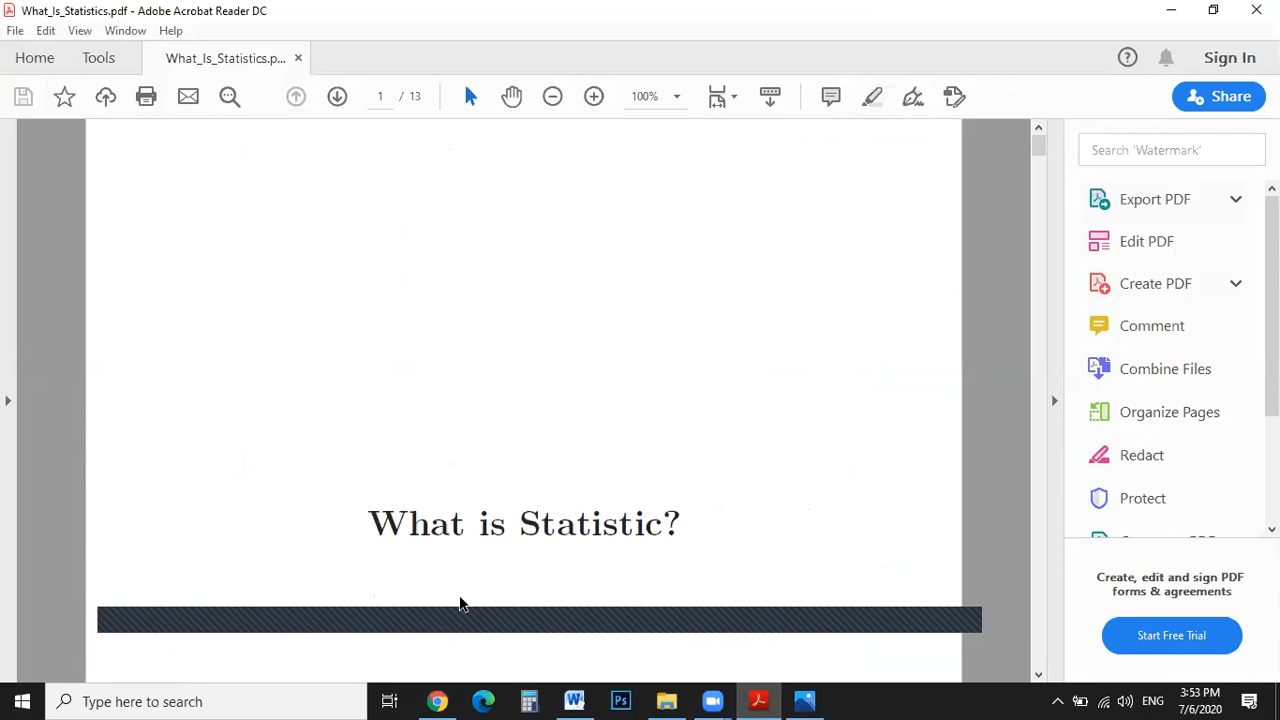 What_Is_Statistics.pdf - Adobe Acrobat Reader DC
File Edit View Window Help
Home Tools What_Is_Statistics.p... Sign In
1 / 13 100% Share
Search 'Watermark'
Export PDF
Edit PDF
Create PDF
Comment
Combine Files
Organize Pages
Redact
Protect
What is Statistic?
Create, edit and sign PDF
forms & agreements
Start Free Trial
Type here to search
ENG
3:53 PM
7/6/2020